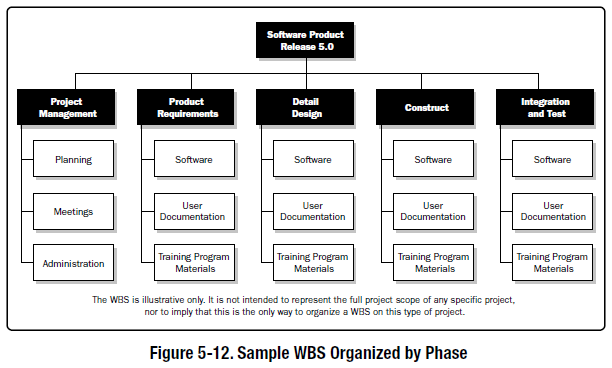 Software Product
Release 5.0
Project
Management
Product
Requirements
Detail
Design
Construct
Integration
and Test
Planning
Software
Software
Software
Software
Meetings
User
Documentation
User
Documentation
User
Documentation
User
Documentation
Administration
Training Program
Materials
Training Program
Materials
Training Program
Materials
Training Program
Materials
The WBS is illustrative only. It is not intended to represent the full project scope of any specific project,
nor to imply that this is the only way to organize a WBS on this type of project.
Figure 5-12. Sample WBS Organized by Phase